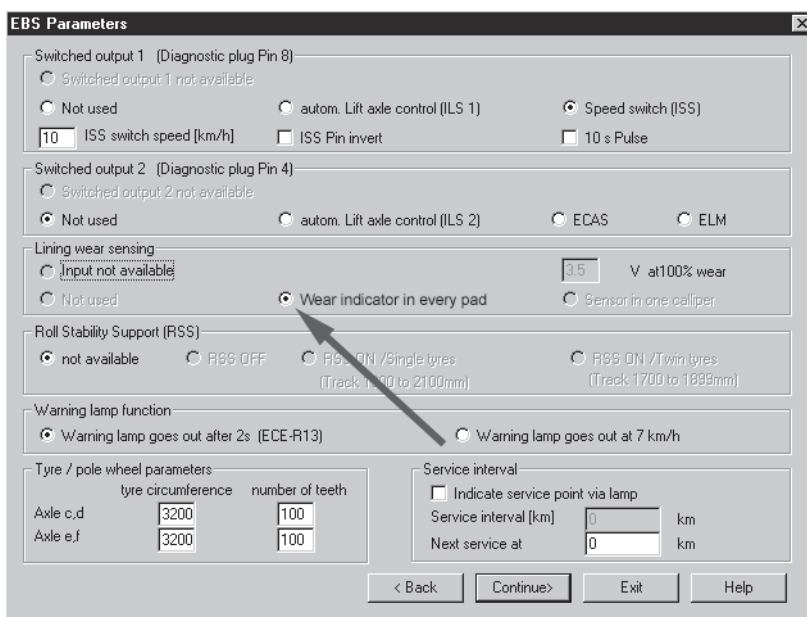 EBS Parameters
Switched output 1 (Diagnostic plug Pin 8)
Switched output 1 not available
Not used autom. Lift axle control (ILS 1) Speed switch (ISS)
10 ISS switch speed [km/h] ISS Pin invert 10 s Pulse
Switched output 2 (Diagnostic plug Pin 4)
Switched output 2 not available
Not used autom. Lift axle control (ILS 2) ECAS ELM
Lining wear sensing
Input not available 3.5 V at100% wear
Not used Wear indicator in every pad Sensor in one calliper
Roll Stability Support (RSS)
not available RSS OFF RSS ON /Single tyres RSS ON /Twin tyres
(Track to 2100mm) (Track 1700 to 1899mm)
Warning lamp function
Warning lamp goes out after 2s (ECE-R13) Warning lamp goes out at 7 km/h
Tyre / pole wheel parameters Service interval
tyre circumference number of teeth Indicate service point via lamp
Axle c,d 3200 100 Service interval [km] 0 km
Axle e,f 3200 100 Next service at 0 km
< Back Continue> Exit Help